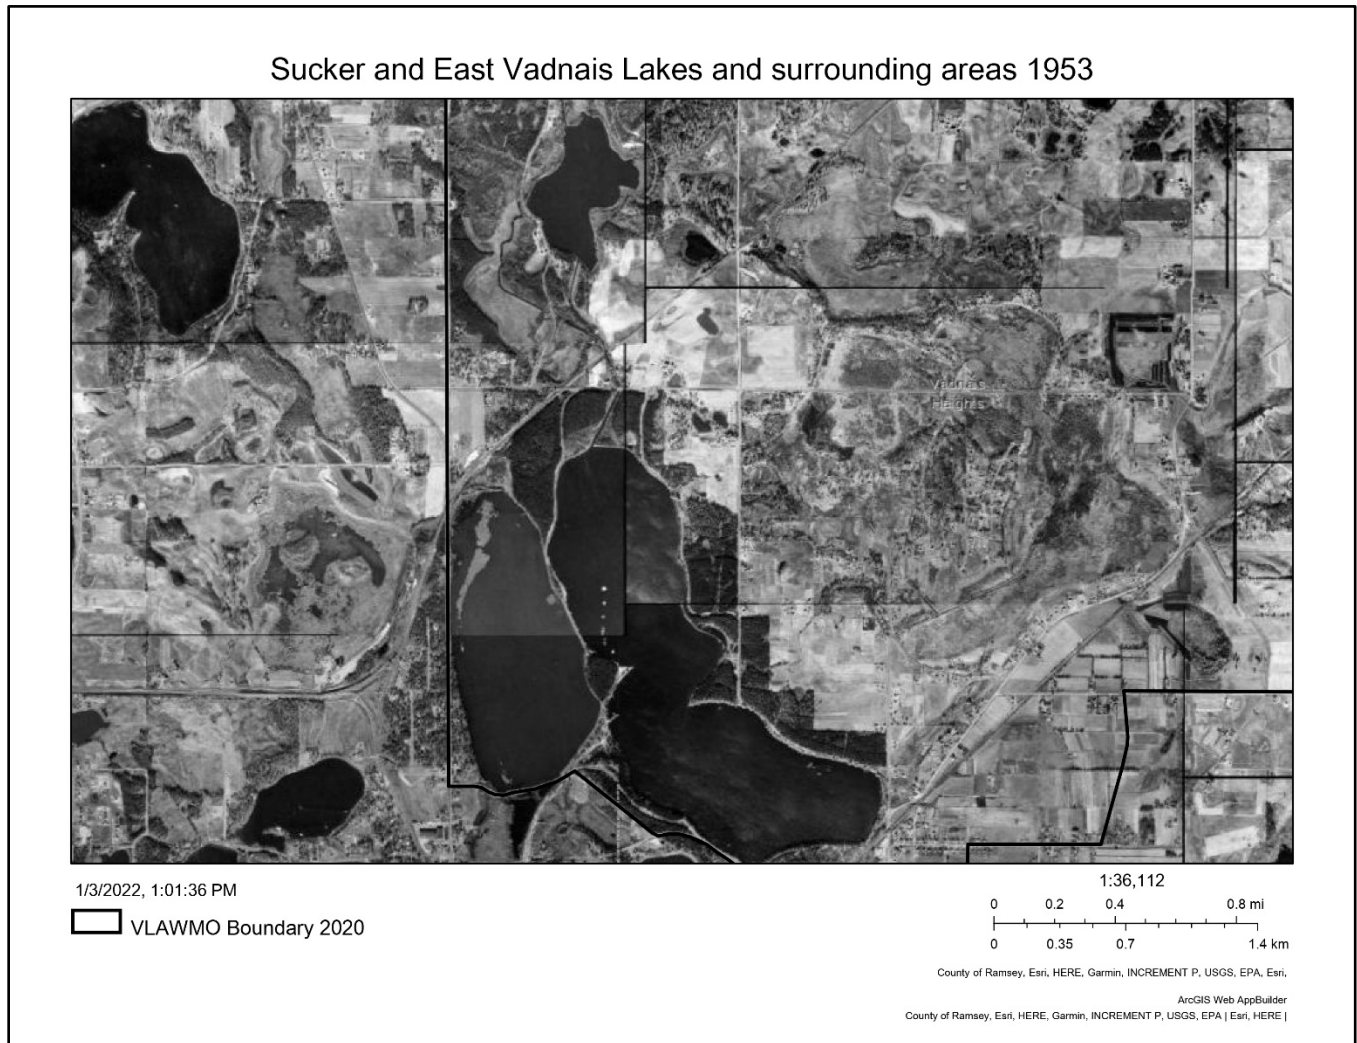 Sucker and East Vadnais Lakes and surrounding areas 1953
Vadnais
Heights
1/3/2022, 1:01:36 PM
VLAWMO Boundary 2020
1:36,112
0 0.2 0.4 0.8 mi
0 0.35 0.7 1.4 km
County of Ramsey, Esri, HERE, Garmin, INCREMENT P, USGS, EPA, Esri,
ArcGIS Web AppBuilder
County of Ramsey, Esri, HERE, Garmin, INCREMENT P, USGS, EPA | Esri, HERE |